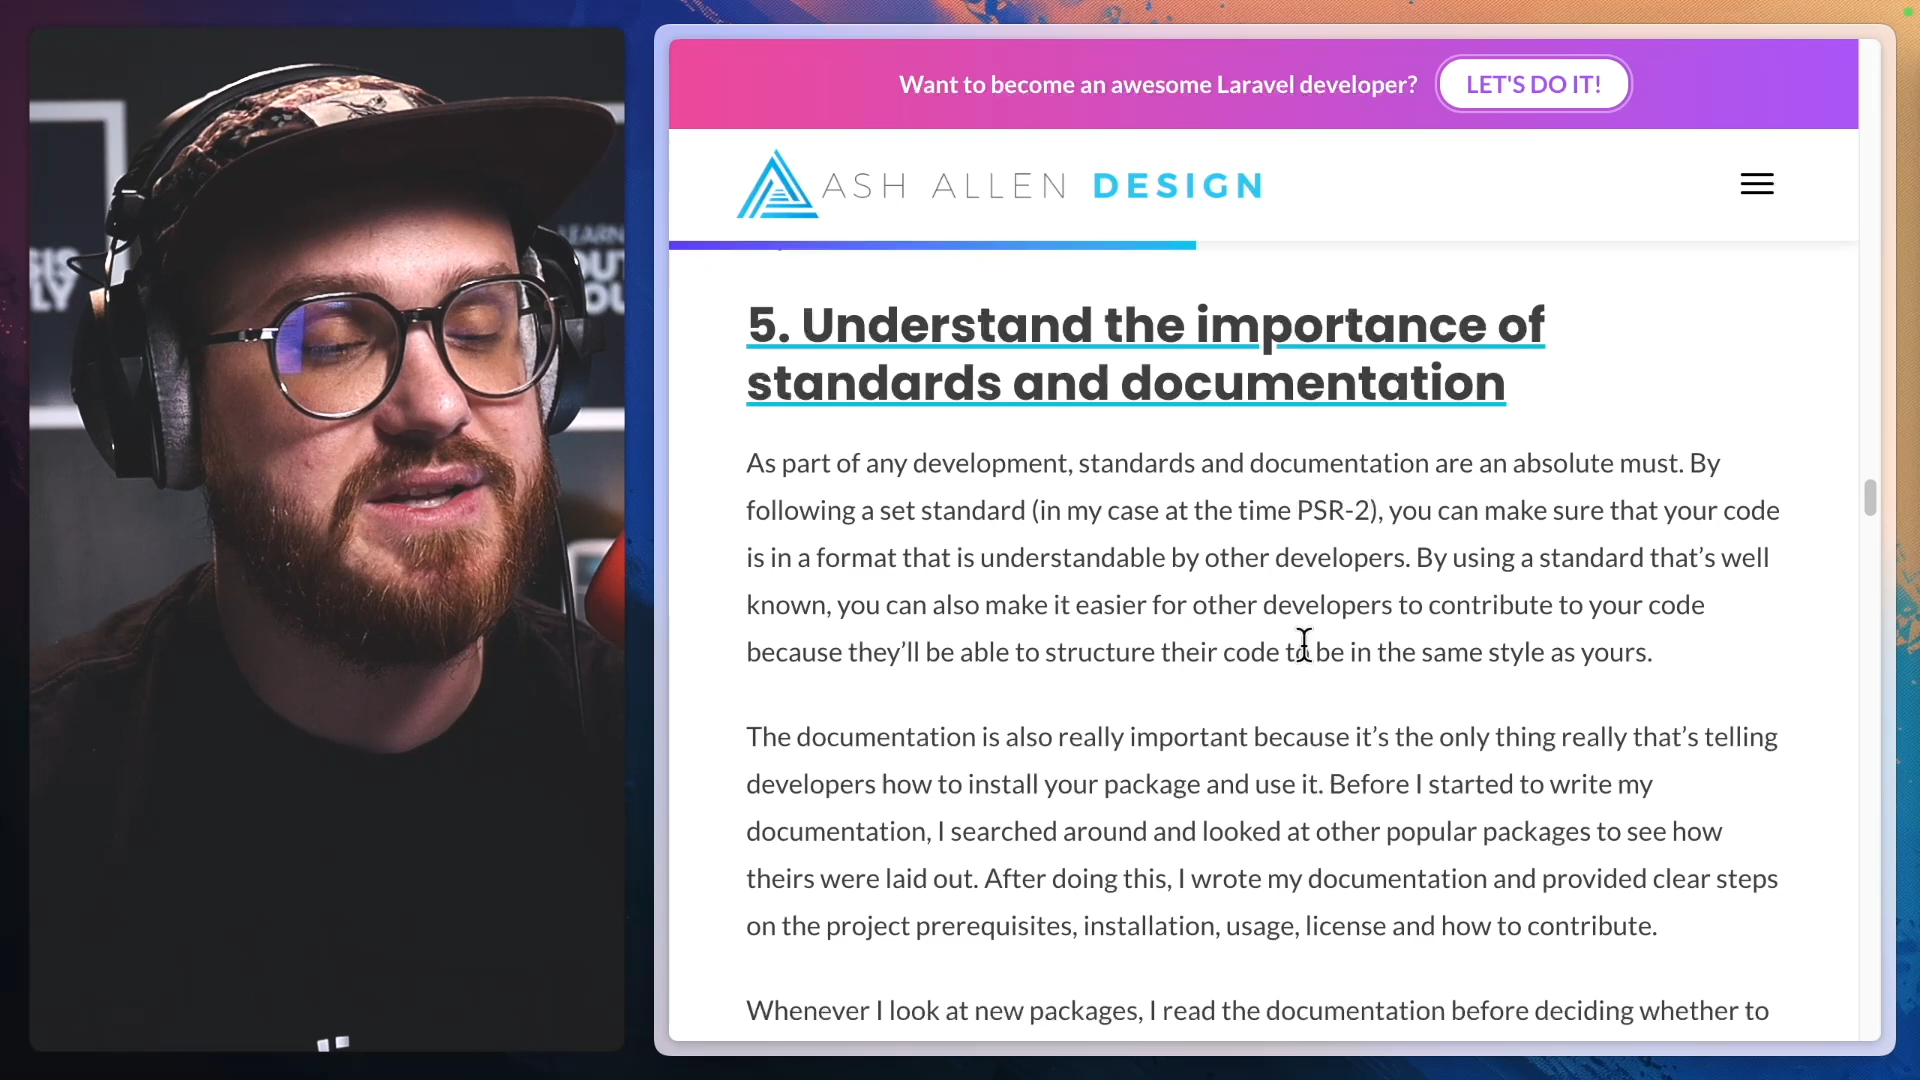 LEARN
Want to become an awesome Laravel developer?
LET'S DO IT!
ASH ALLEN DESIGN
5. Understand the importance of
standards and documentation
As part of any development, standards and documentation are an absolute must. By
following a set standard (in my case at the time PSR-2), you can make sure that your code
is in a format that is understandable by other developers. By using a standard that’s well
known, you can also make it easier for other developers to contribute to your code
because they’ll be able to structure their code to be in the same style as yours.
The documentation is also really important because it’s the only thing really that’s telling
developers how to install your package and use it. Before I started to write my
documentation, I searched around and looked at other popular packages to see how
theirs were laid out. After doing this, I wrote my documentation and provided clear steps
on the project prerequisites, installation, usage, license and how to contribute.
Whenever I look at new packages, I read the documentation before deciding whether to